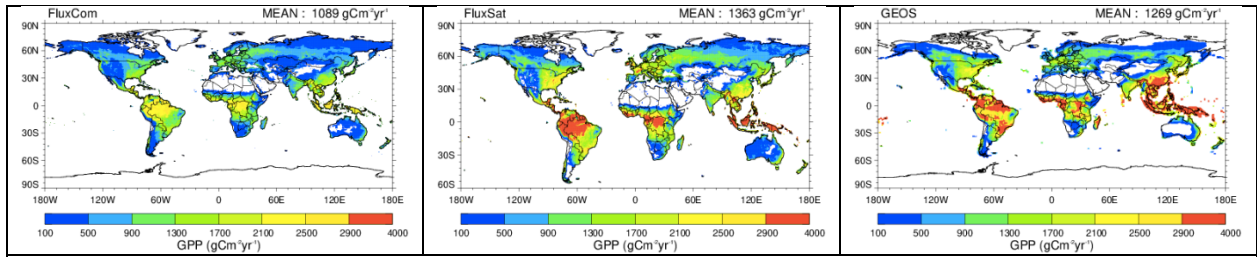 FluxCom MEAN : 1089 gCm⁻²yr⁻¹
90N
60N
30N
0
30S
60S
90S
180W 120W 60W 0 60E 120E 180E
100 500 900 1300 1700 2100 2500 2900 4000
GPP (gCm⁻²yr⁻¹)
FluxSat MEAN : 1363 gCm⁻²yr⁻¹
90N
60N
30N
0
30S
60S
180W 120W 60W 0 60E 120E 180E
100 500 900 1300 1700 2100 2500 2900 4000
GPP (gCm⁻²yr⁻¹)
GEOS MEAN : 1269 gCm⁻²yr⁻¹
90N
60N
30N
0
30S
60S
90S
180W 120W 60W 0 60E 120E 180E
100 500 900 1300 1700 2100 2500 2900 4000
GPP (gCm⁻²yr⁻¹)